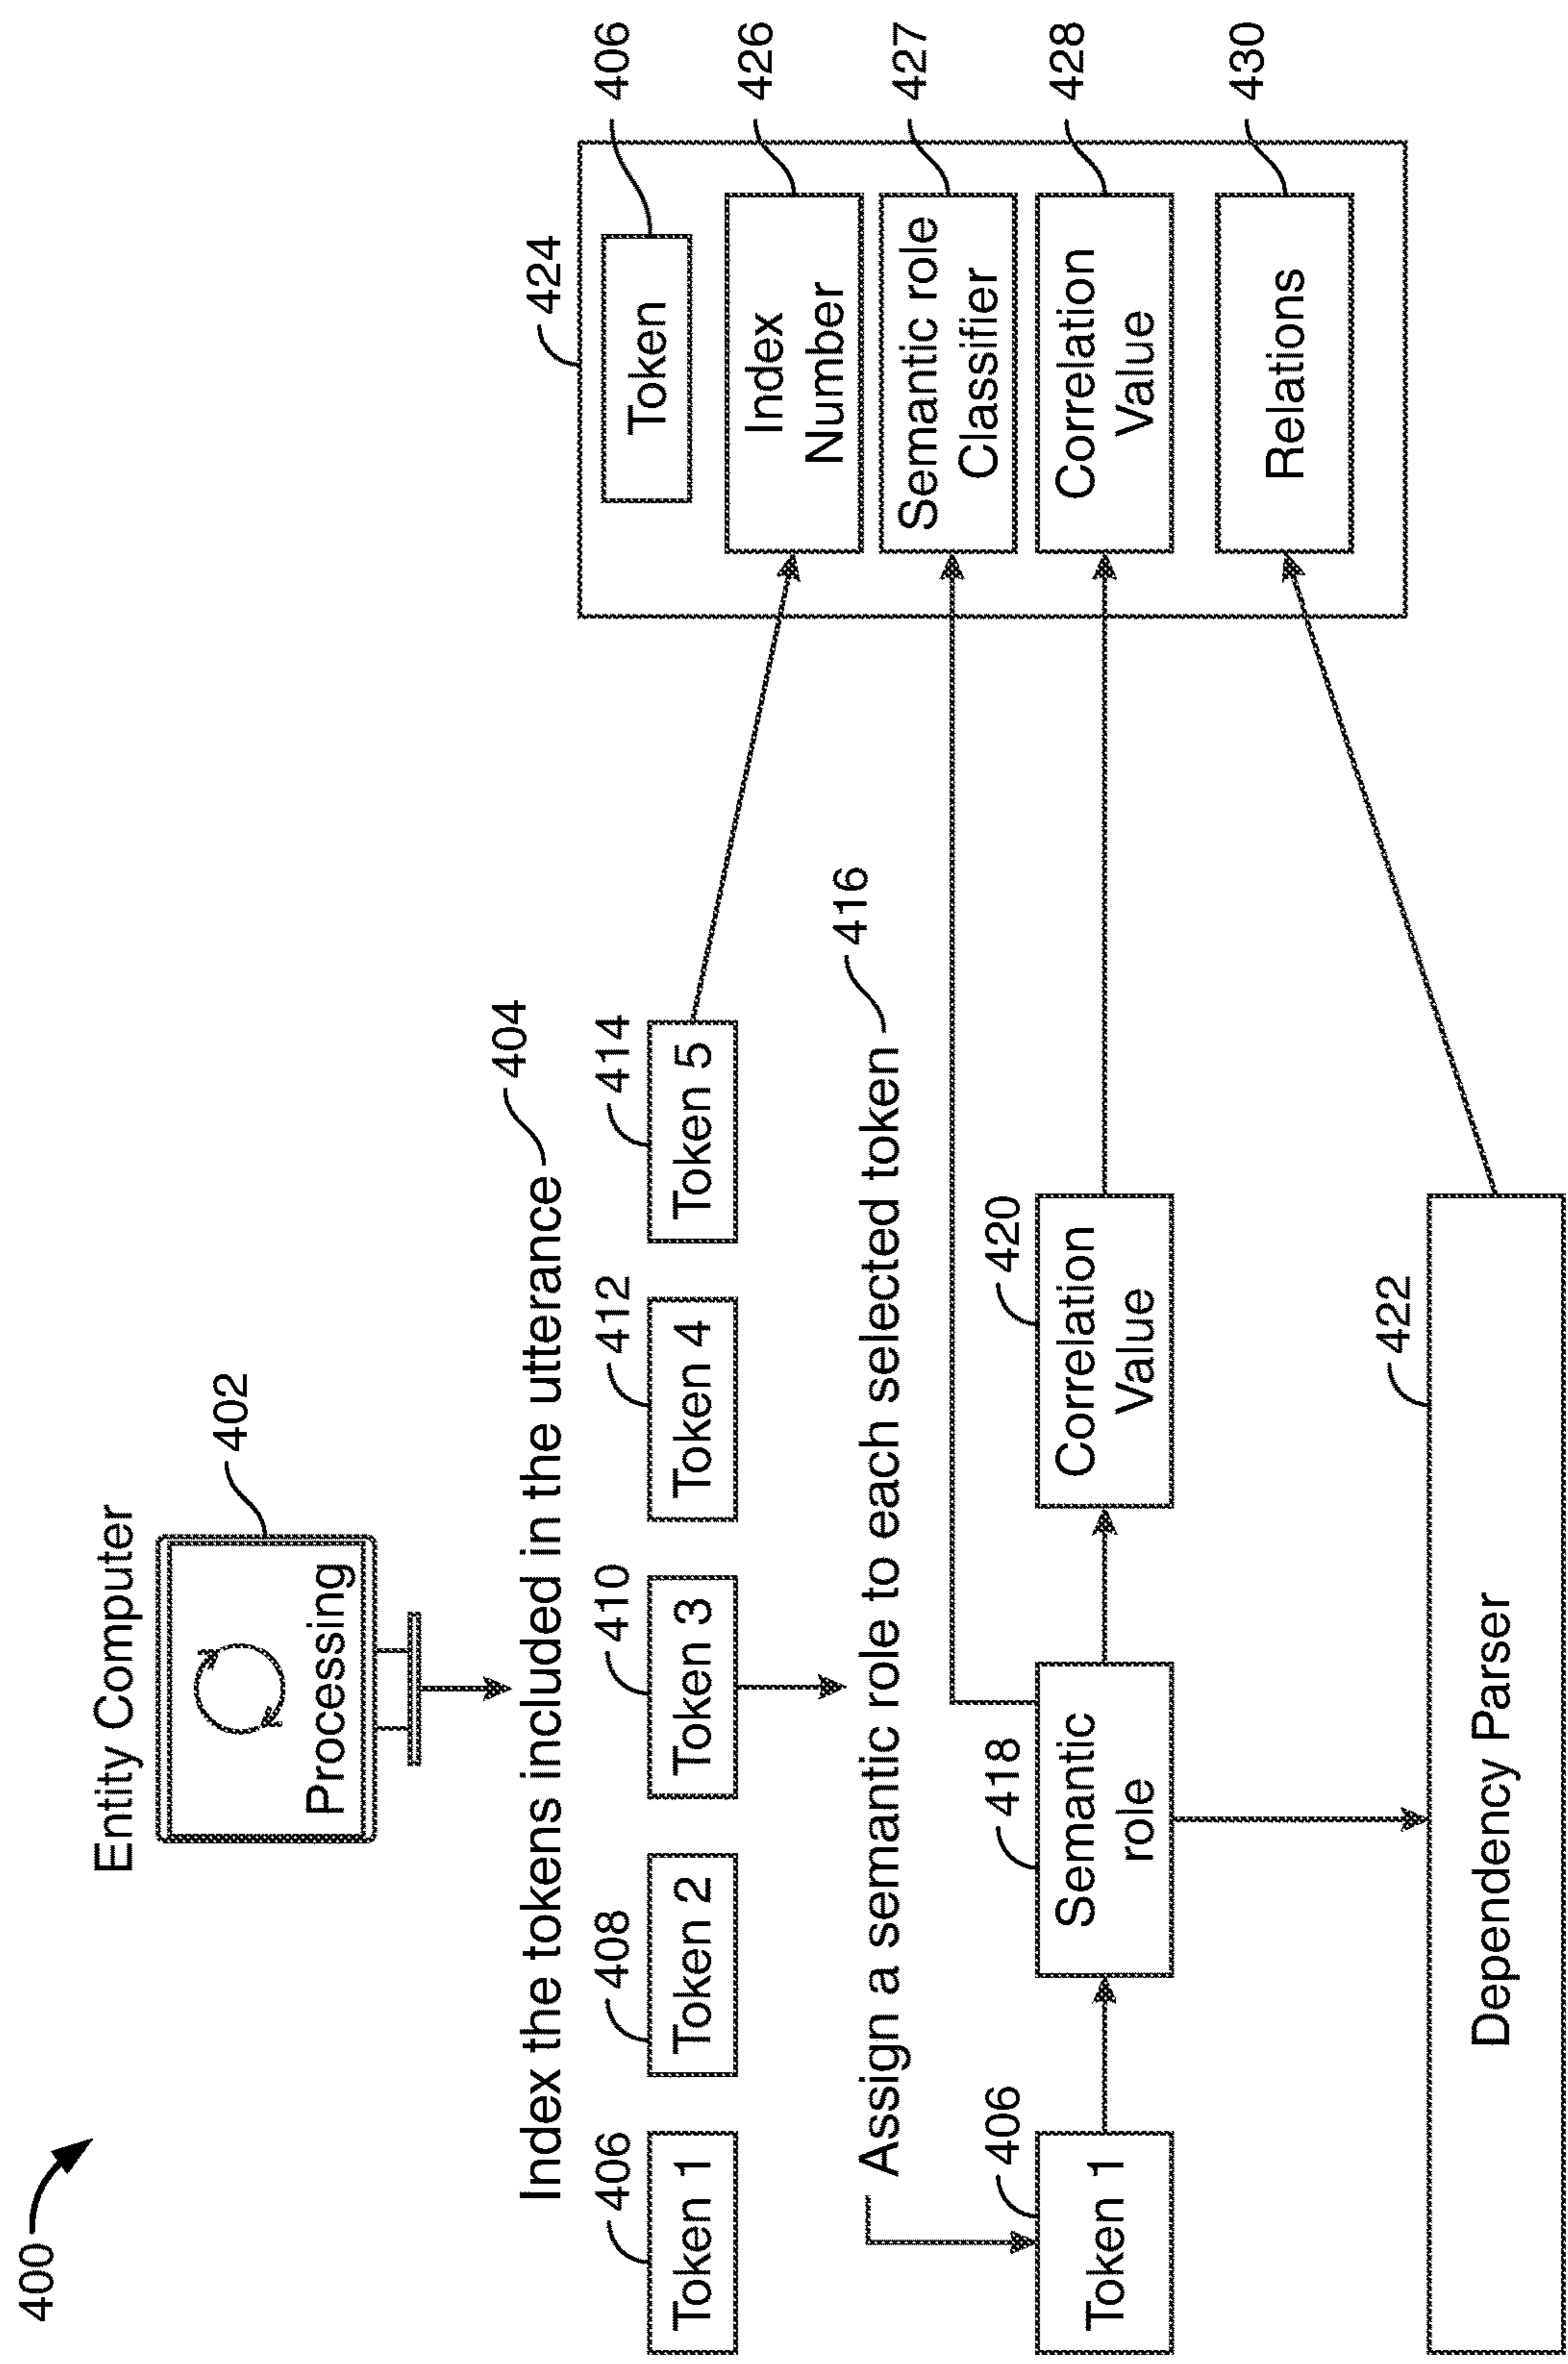 400
Entity Computer
402
Processing
Index the tokens included in the utterance
404
406
Token 1
408
Token 2
410
Token 3
412
Token 4
414
Token 5
Assign a semantic role to each selected token
416
406
Token 1
418
Semantic
role
420
Correlation
Value
422
Dependency Parser
424
Token
406
Index
Number
426
Semantic role
Classifier
427
Correlation
Value
428
Relations
430